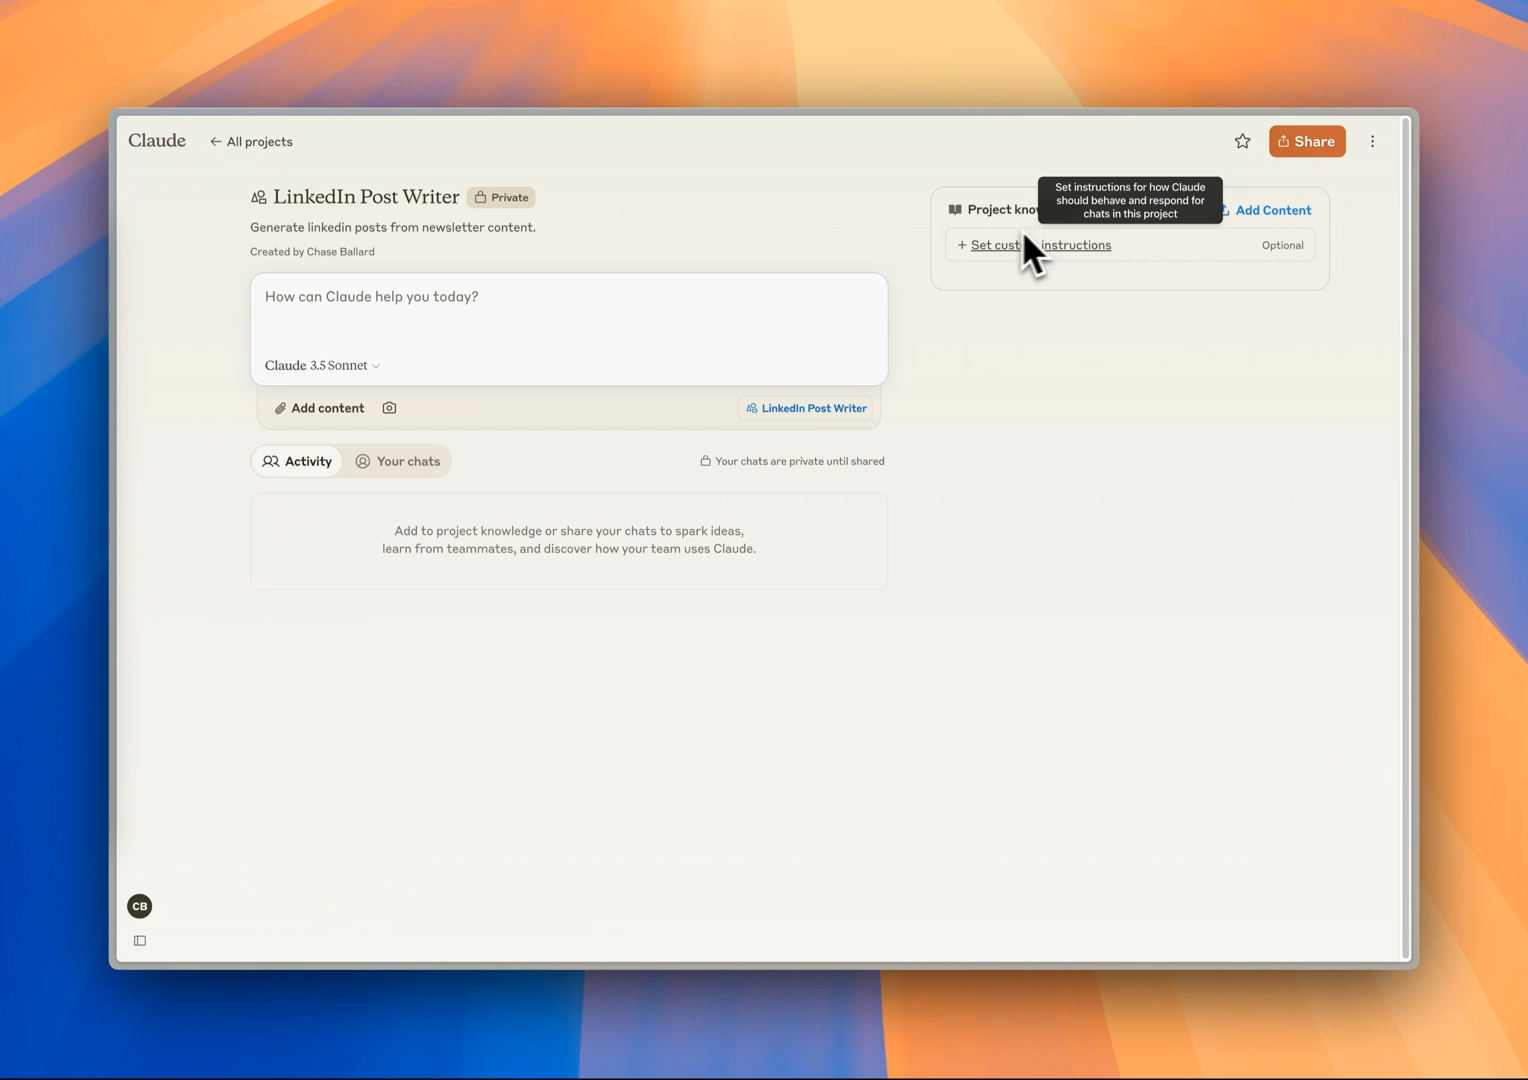 Claude
← All projects
Share
LinkedIn Post Writer
Private
Generate linkedin posts from newsletter content.
Created by Chase Ballard
How can Claude help you today?
Claude 3.5 Sonnet
Add content
LinkedIn Post Writer
Activity
Your chats
Your chats are private until shared
Add to project knowledge or share your chats to spark ideas,
learn from teammates, and discover how your team uses Claude.
Project
Set instructions for how Claude
should behave and respond for
chats in this project
Add Content
+ Set instructions
Optional
CB